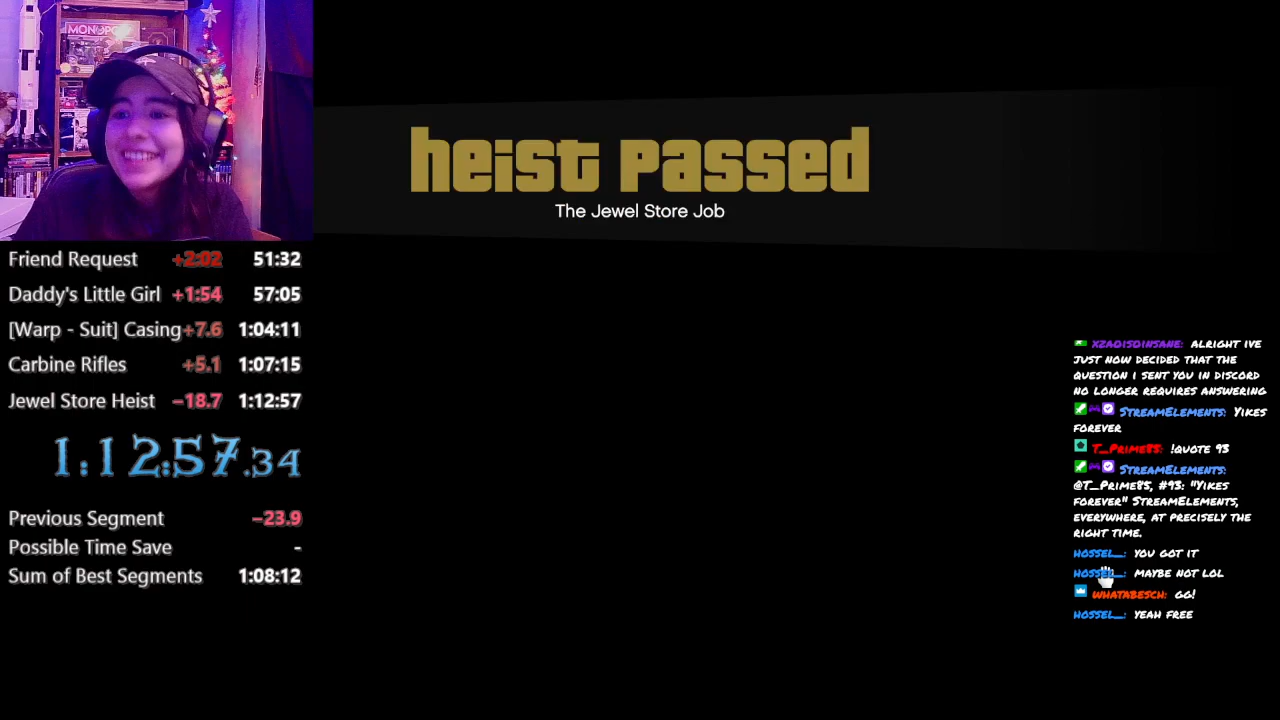 MONOPOLY
heist passed
The Jewel Store Job
Friend Request +2:02 51:32
Daddy's Little Girl +1:54 57:05
[Warp - Suit] Casing +7.6 1:04:11
Carbine Rifles +5.1 1:07:15
Jewel Store Heist −18.7 1:12:57
1:12:57.34
Previous Segment −23.9
Possible Time Save -
Sum of Best Segments 1:08:12
ALRIGHT IVE
JUST NOW DECIDED THAT THE
QUESTION I SENT YOU IN DISCORD
NO LONGER REQUIRES ANSWERING
STREAMELEMENTS: YIKES
FOREVER
T_PRIME85: !QUOTE 93
STREAMELEMENTS:
@T_PRIME85, #93: "YIKES
FOREVER" STREAMELEMENTS,
EVERYWHERE, AT PRECISELY THE
RIGHT TIME.
HOSSEL_: YOU GOT IT
HOSSEL_: MAYBE NOT LOL
WHATABESCH: GG!
HOSSEL_: YEAH FREE